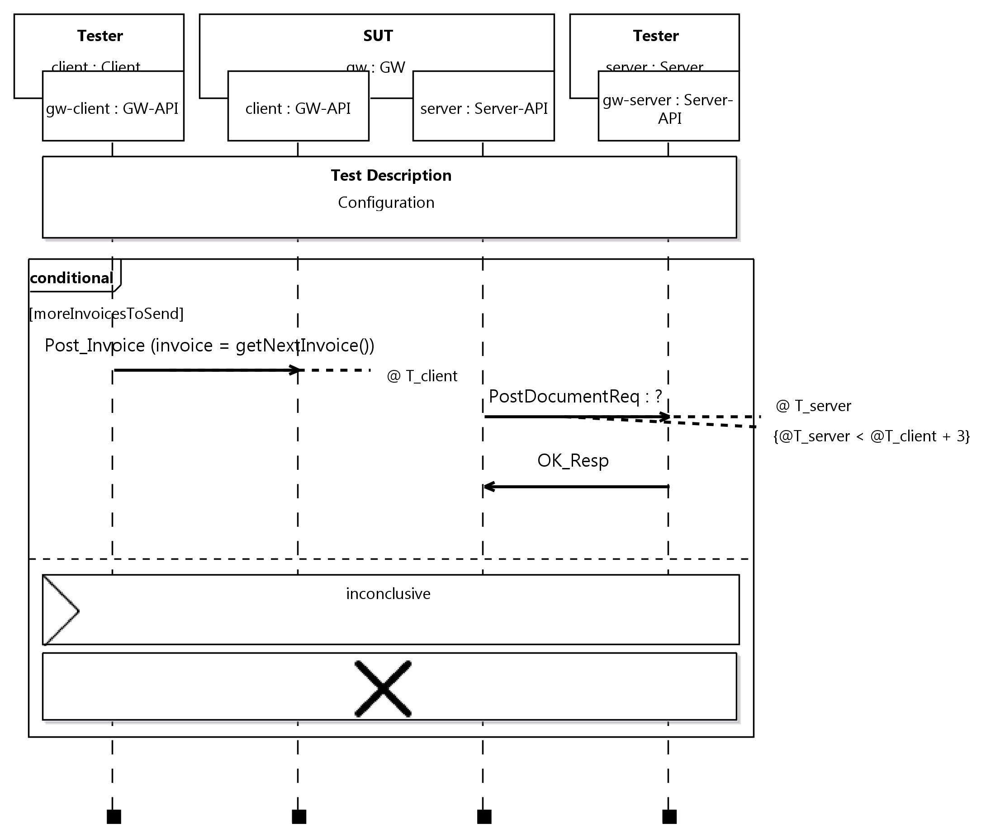 Tester
SUT
Tester
client : Client
gw : GW
server : Server
gw-client : GW-API
client : GW-API
server : Server-API
gw-server : Server-
API
Test Description
Configuration
conditional
[moreInvoicesToSend]
Post_Invoice (invoice = getNextInvoice())
@ T_client
PostDocumentReq : ?
@ T_server
{@T_server < @T_client + 3}
OK_Resp
inconclusive